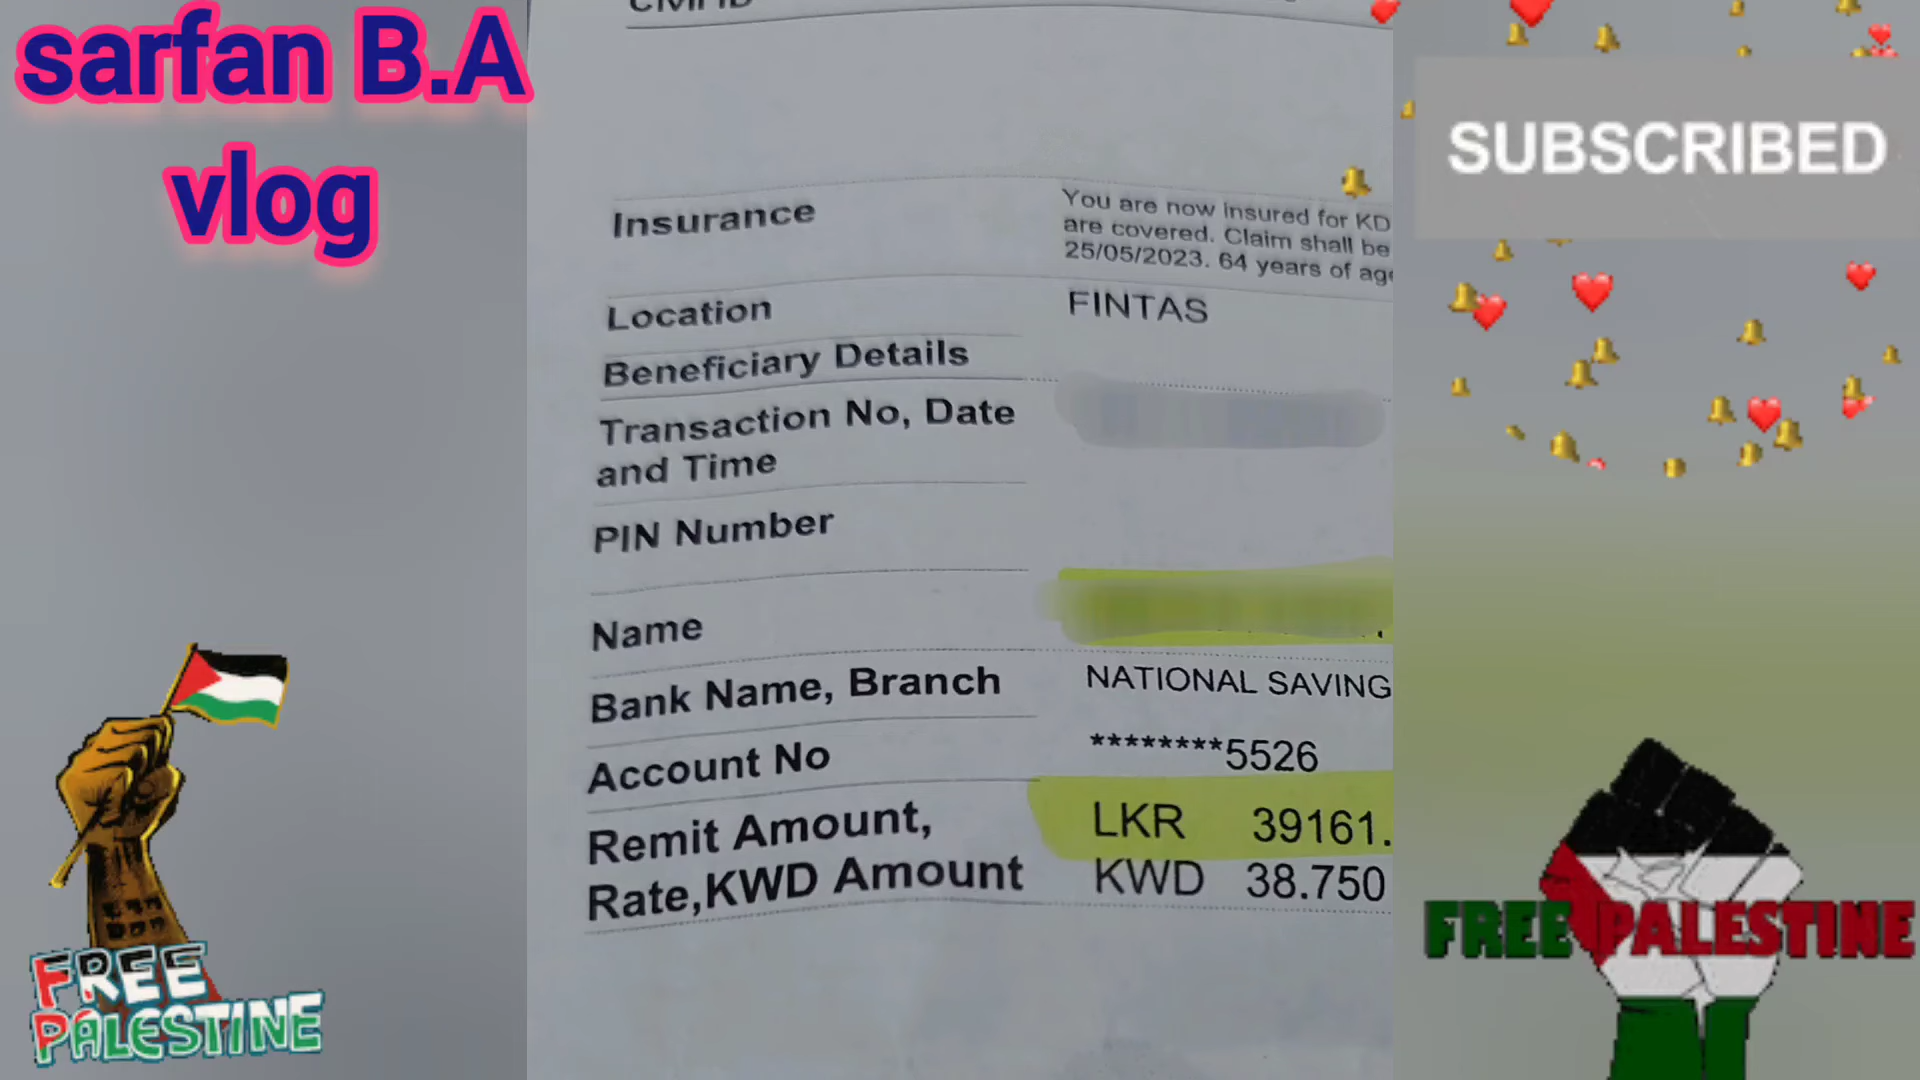 sarfan B.A
vlog
Insurance
You are now insured for KD
are covered. Claim shall be
25/05/2023. 64 years of age
Location
FINTAS
Beneficiary Details
Transaction No, Date
and Time
PIN Number
Name
Bank Name, Branch
NATIONAL SAVING
Account No
********5526
Remit Amount,
LKR 39161.
Rate,KWD Amount
KWD 38.750
SUBSCRIBED
FREE
PALESTINE
FREE PALESTINE